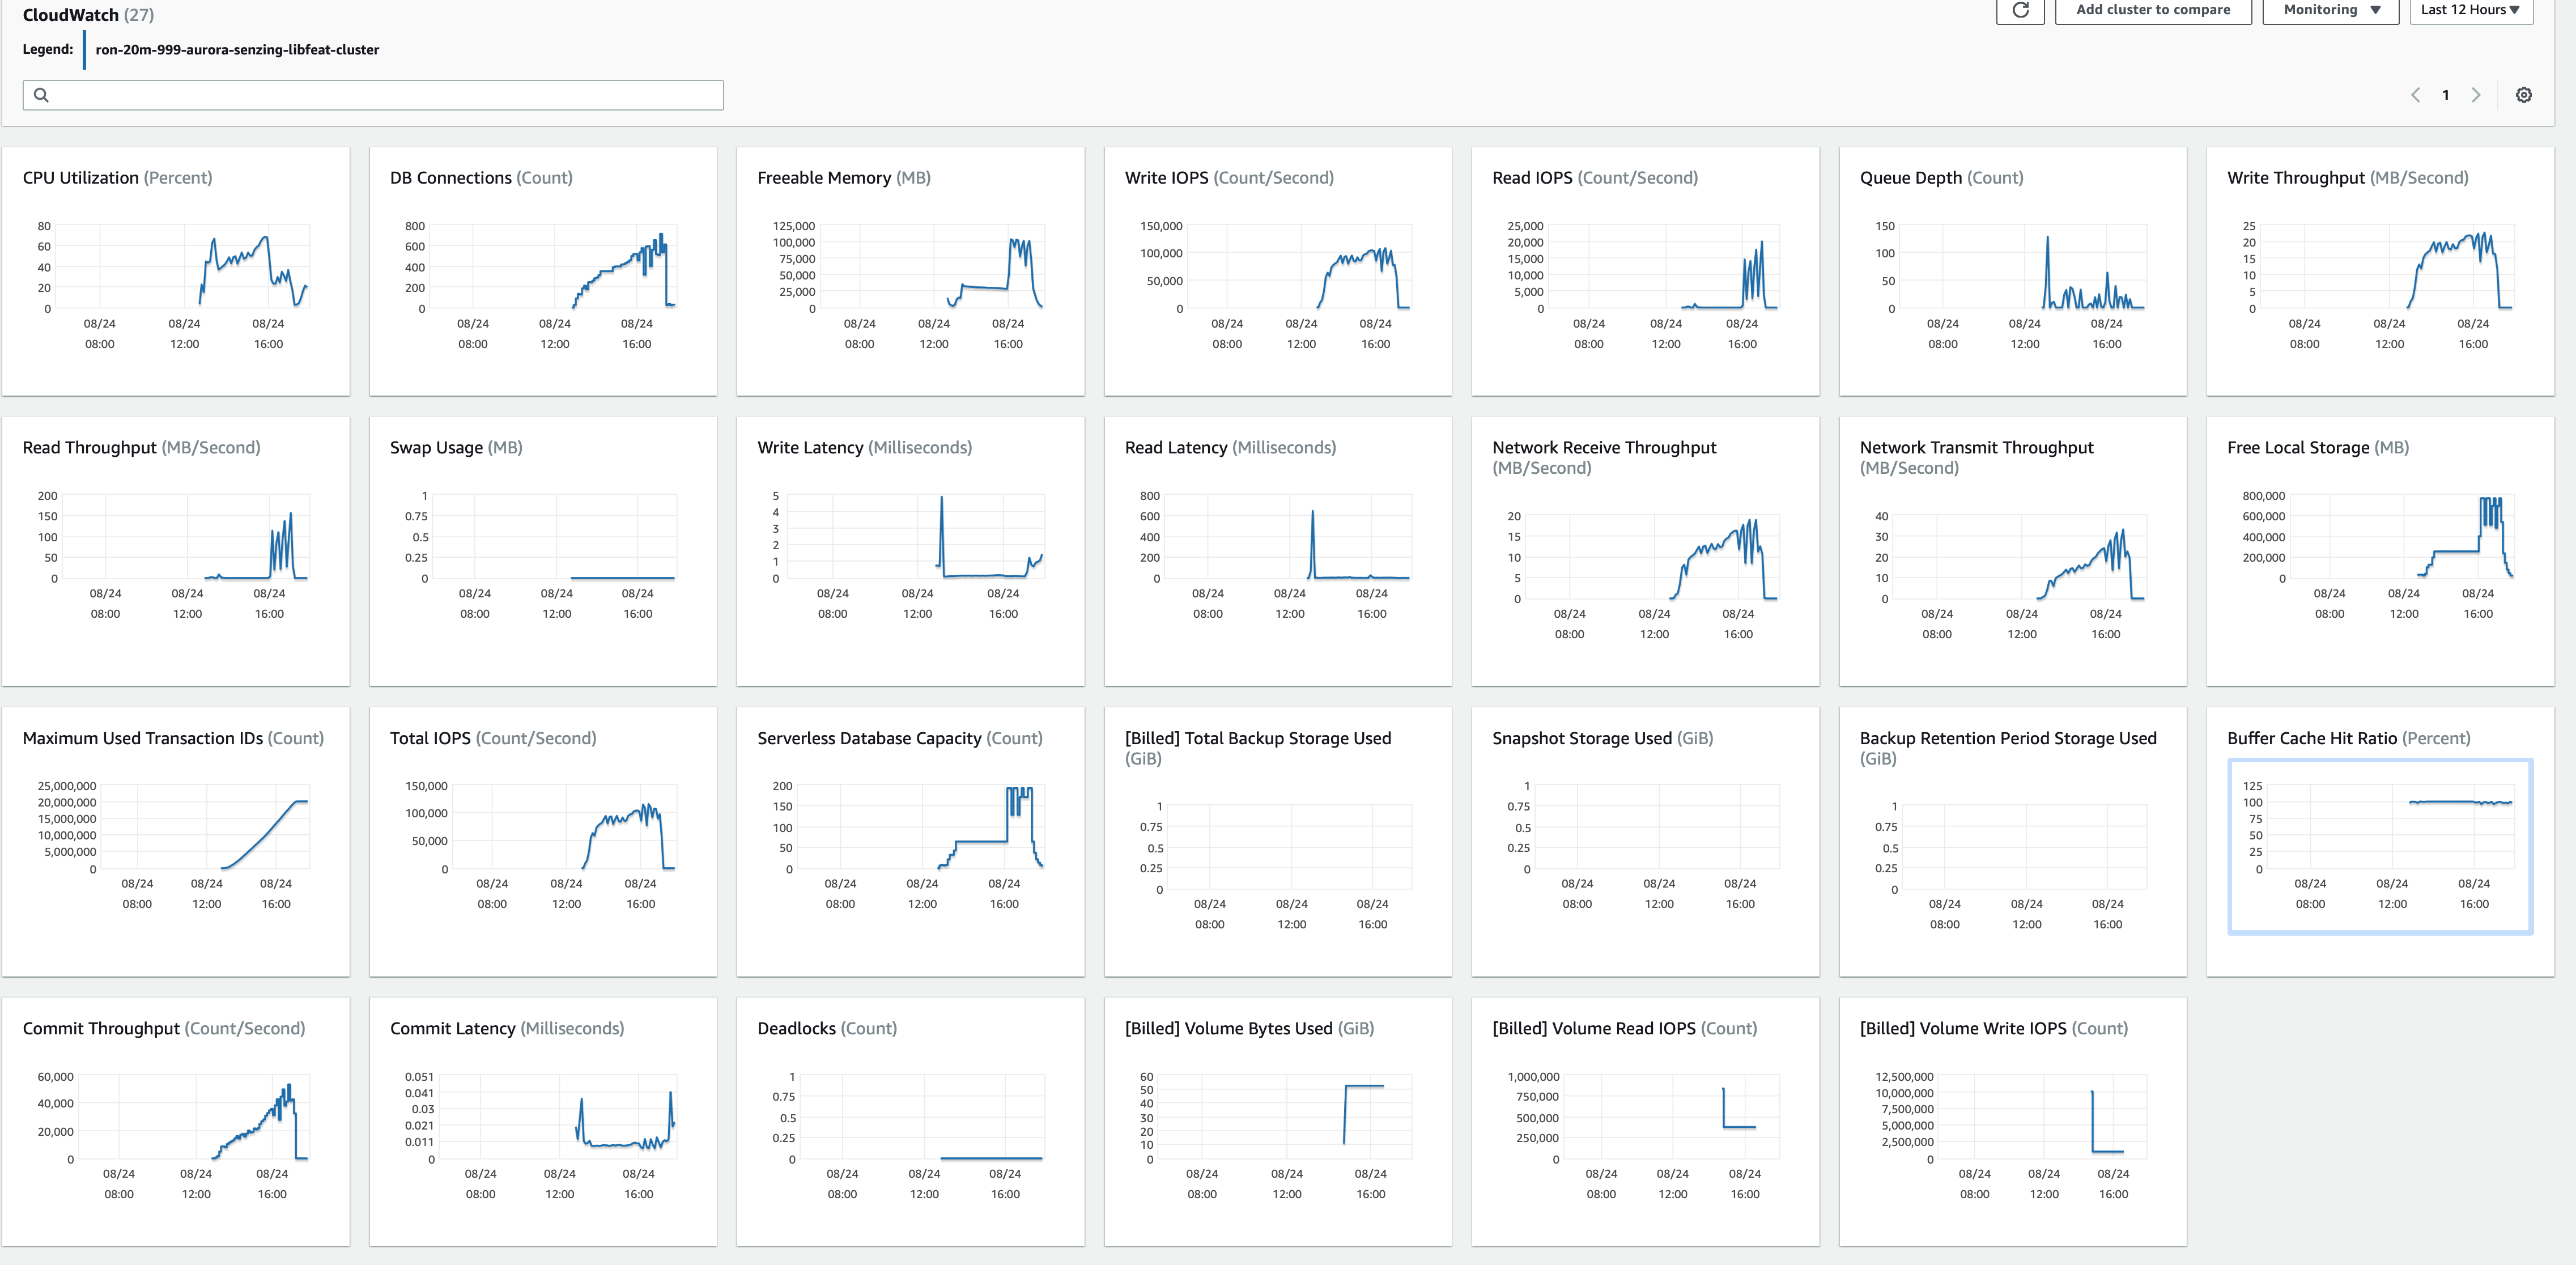 CloudWatch (27)
Add cluster to compare
Monitoring
Last 12 Hours
Legend:
ron-20m-999-aurora-senzing-libfeat-cluster
1
CPU Utilization (Percent)
80
60
40
20
0
08/24 08/24 08/24
08:00 12:00 16:00
DB Connections (Count)
800
600
400
200
0
08/24 08/24 08/24
08:00 12:00 16:00
Freeable Memory (MB)
125,000
100,000
75,000
50,000
25,000
0
08/24 08/24 08/24
08:00 12:00 16:00
Write IOPS (Count/Second)
150,000
100,000
50,000
0
08/24 08/24 08/24
08:00 12:00 16:00
Read IOPS (Count/Second)
25,000
20,000
15,000
10,000
5,000
0
08/24 08/24 08/24
08:00 12:00 16:00
Queue Depth (Count)
150
100
50
0
08/24 08/24 08/24
08:00 12:00 16:00
Write Throughput (MB/Second)
25
20
15
10
5
0
08/24 08/24 08/24
08:00 12:00 16:00
Read Throughput (MB/Second)
200
150
100
50
0
08/24 08/24 08/24
08:00 12:00 16:00
Swap Usage (MB)
1
0.75
0.5
0.25
0
08/24 08/24 08/24
08:00 12:00 16:00
Write Latency (Milliseconds)
5
4
3
2
1
0
08/24 08/24 08/24
08:00 12:00 16:00
Read Latency (Milliseconds)
800
600
400
200
0
08/24 08/24 08/24
08:00 12:00 16:00
Network Receive Throughput
(MB/Second)
20
15
10
5
0
08/24 08/24 08/24
08:00 12:00 16:00
Network Transmit Throughput
(MB/Second)
40
30
20
10
0
08/24 08/24 08/24
08:00 12:00 16:00
Free Local Storage (MB)
800,000
600,000
400,000
200,000
0
08/24 08/24 08/24
08:00 12:00 16:00
Maximum Used Transaction IDs (Count)
25,000,000
20,000,000
15,000,000
10,000,000
5,000,000
0
08/24 08/24 08/24
08:00 12:00 16:00
Total IOPS (Count/Second)
150,000
100,000
50,000
0
08/24 08/24 08/24
08:00 12:00 16:00
Serverless Database Capacity (Count)
200
150
100
50
0
08/24 08/24 08/24
08:00 12:00 16:00
[Billed] Total Backup Storage Used
(GiB)
1
0.75
0.5
0.25
0
08/24 08/24 08/24
08:00 12:00 16:00
Snapshot Storage Used (GiB)
1
0.75
0.5
0.25
0
08/24 08/24 08/24
08:00 12:00 16:00
Backup Retention Period Storage Used
(GiB)
1
0.75
0.5
0.25
0
08/24 08/24 08/24
08:00 12:00 16:00
Buffer Cache Hit Ratio (Percent)
125
100
75
50
25
0
08/24 08/24 08/24
08:00 12:00 16:00
Commit Throughput (Count/Second)
60,000
40,000
20,000
0
08/24 08/24 08/24
08:00 12:00 16:00
Commit Latency (Milliseconds)
0.051
0.041
0.03
0.021
0.011
0
08/24 08/24 08/24
08:00 12:00 16:00
Deadlocks (Count)
1
0.75
0.5
0.25
0
08/24 08/24 08/24
08:00 12:00 16:00
[Billed] Volume Bytes Used (GiB)
60
50
40
30
20
10
0
08/24 08/24 08/24
08:00 12:00 16:00
[Billed] Volume Read IOPS (Count)
1,000,000
750,000
500,000
250,000
0
08/24 08/24 08/24
08:00 12:00 16:00
[Billed] Volume Write IOPS (Count)
12,500,000
10,000,000
7,500,000
5,000,000
2,500,000
0
08/24 08/24 08/24
08:00 12:00 16:00